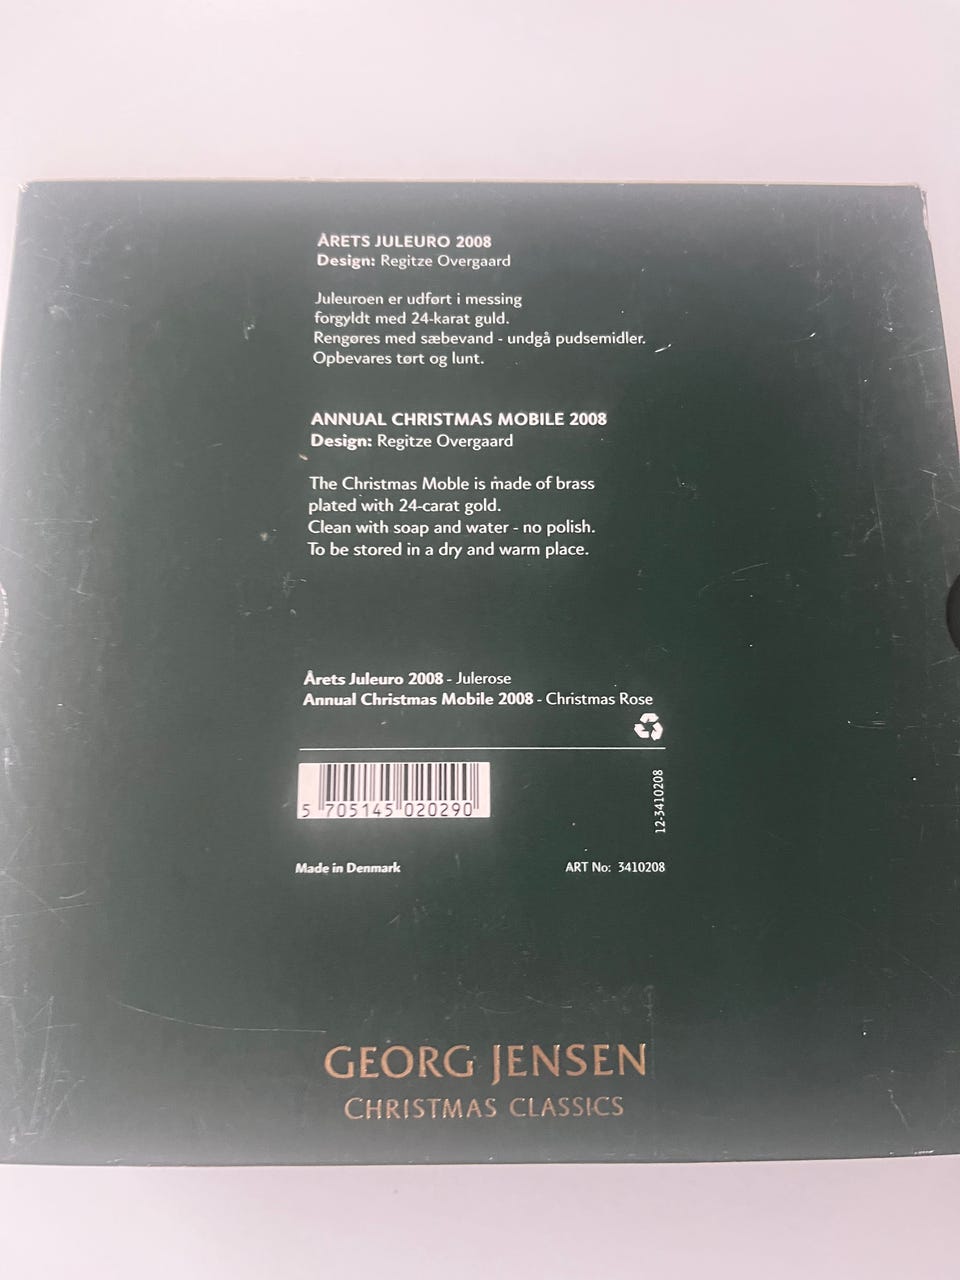 ÅRETS JULEURO 2008
Design: Regitze Overgaard
Juleuroen er udført i messing
forgyldt med 24-karat guld.
Rengøres med sæbevand - undgå pudsemidler.
Opbevares tørt og lunt.
ANNUAL CHRISTMAS MOBILE 2008
Design: Regitze Overgaard
The Christmas Moble is made of brass
plated with 24-carat gold.
Clean with soap and water - no polish.
To be stored in a dry and warm place.
Årets Juleuro 2008 - Julerose
Annual Christmas Mobile 2008 - Christmas Rose
5 705145 020290
12-3410208
Made in Denmark
ART No: 3410208
GEORG JENSEN
CHRISTMAS CLASSICS